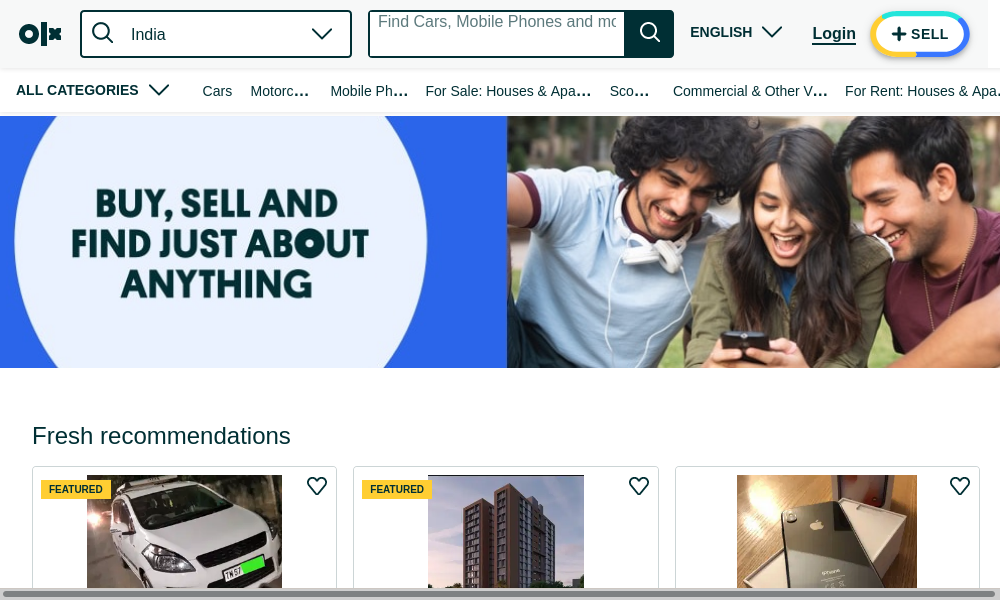 olx
India
Find Cars, Mobile Phones and mo
ENGLISH
Login
SELL
ALL CATEGORIES
Cars
Motorc...
Mobile Ph...
For Sale: Houses & Apa...
Sco...
Commercial & Other V...
For Rent: Houses & Apa.
BUY, SELL AND
FIND JUST ABOUT
ANYTHING
Fresh recommendations
FEATURED
FEATURED
iPhone